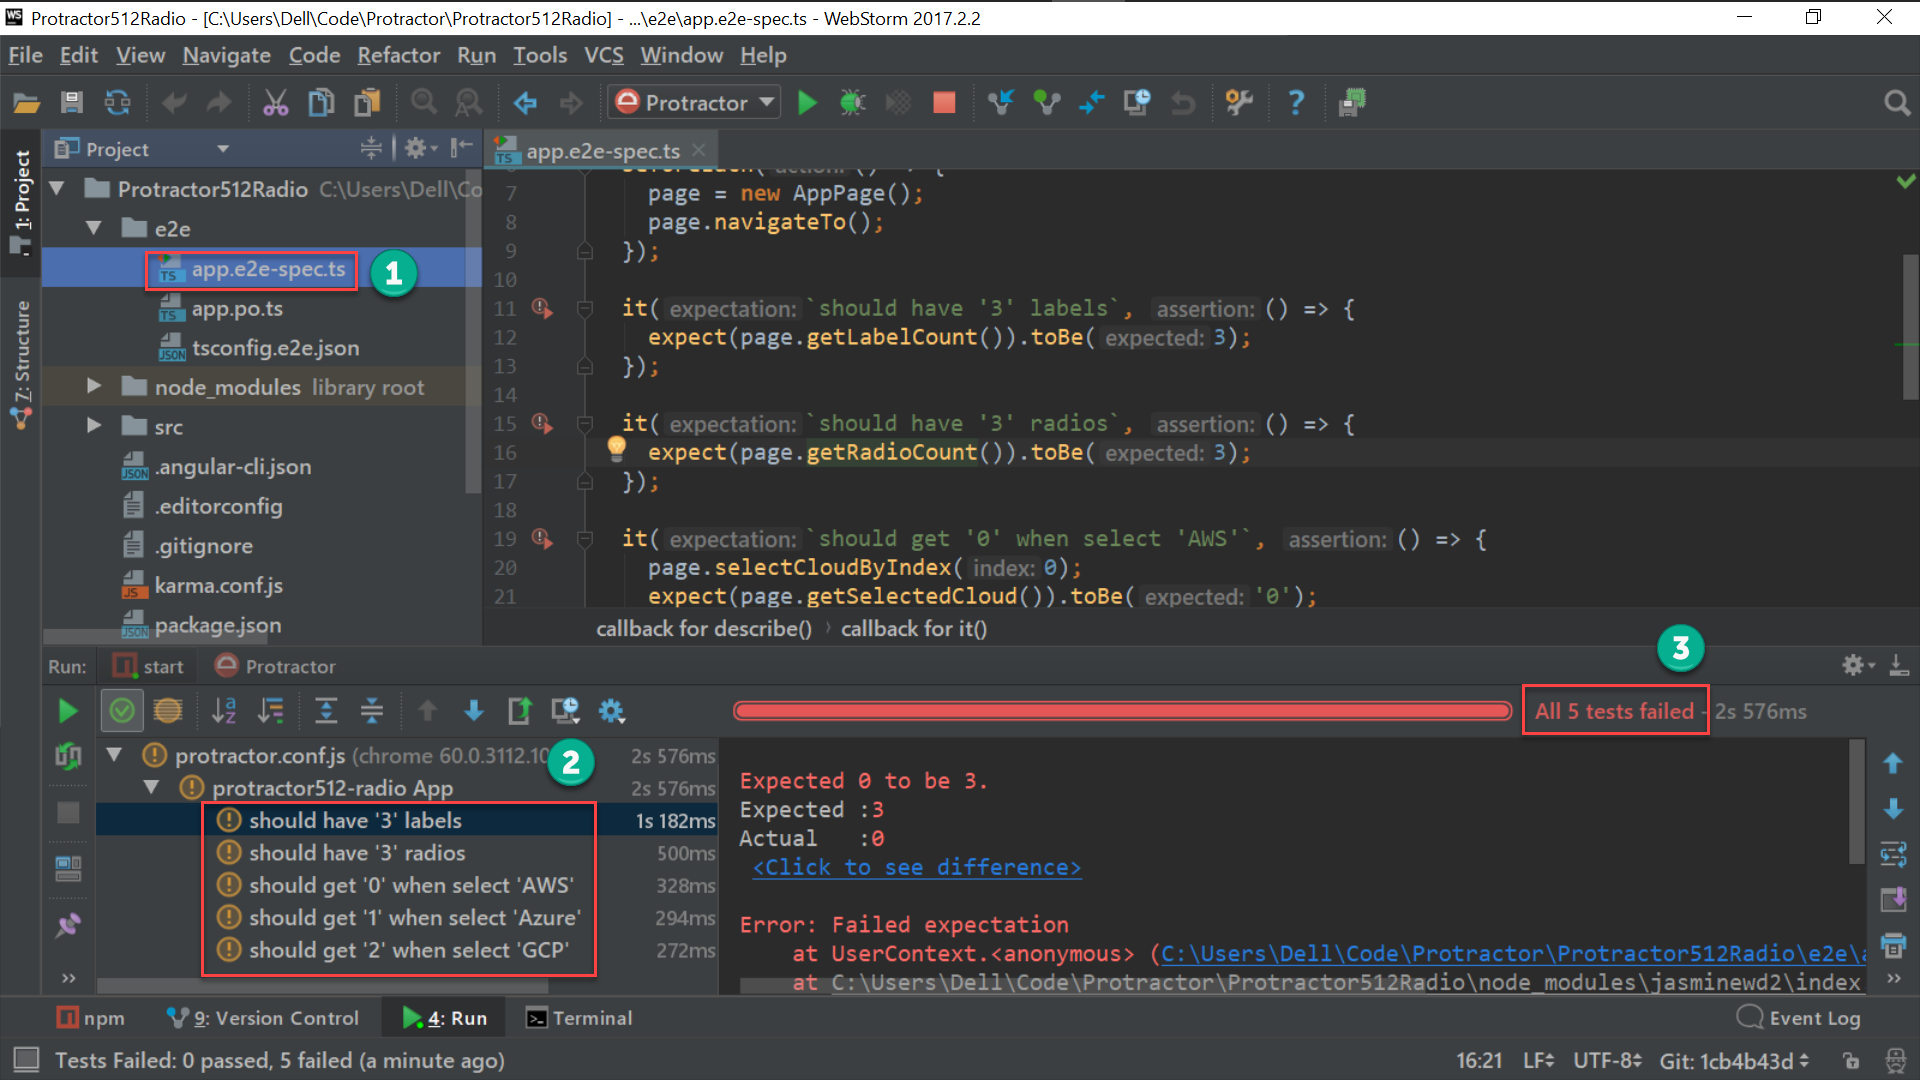 Protractor512Radio - [C:\Users\Dell\Code\Protractor\Protractor512Radio] - ...\e2e\app.e2e-spec.ts - WebStorm 2017.2.2
File Edit View Navigate Code Refactor Run Tools VCS Window Help
Protractor
Project
app.e2e-spec.ts
1: Project
7: Structure
Protractor512Radio C:\Users\Dell\Co
e2e
app.e2e-spec.ts
1
app.po.ts
tsconfig.e2e.json
node_modules library root
src
.angular-cli.json
.editorconfig
.gitignore
karma.conf.js
package.json
7 page = new AppPage();
8 page.navigateTo();
9 });
10
11 it( expectation: `should have '3' labels`, assertion: () => {
12 expect(page.getLabelCount()).toBe( expected: 3);
13 });
14
15 it( expectation: `should have '3' radios`, assertion: () => {
16 expect(page.getRadioCount()).toBe( expected: 3);
17 });
18
19 it( expectation: `should get '0' when select 'AWS'`, assertion: () => {
20 page.selectCloudByIndex( index: 0);
21 expect(page.getSelectedCloud()).toBe( expected: '0');
callback for describe() › callback for it()
3
Run: start Protractor
All 5 tests failed - 2s 576ms
protractor.conf.js (chrome 60.0.3112.10 2s 576ms
2
protractor512-radio App 2s 576ms
should have '3' labels 1s 182ms
should have '3' radios 500ms
should get '0' when select 'AWS' 328ms
should get '1' when select 'Azure' 294ms
should get '2' when select 'GCP' 272ms
Expected 0 to be 3.
Expected :3
Actual :0
<Click to see difference>
Error: Failed expectation
at UserContext.<anonymous> (C:\Users\Dell\Code\Protractor\Protractor512Radio\e2e\a
at C:\Users\Dell\Code\Protractor\Protractor512Radio\node_modules\jasminewd2\index
npm 9: Version Control 4: Run Terminal Event Log
Tests Failed: 0 passed, 5 failed (a minute ago) 16:21 LF UTF-8 Git: 1cb4b43d